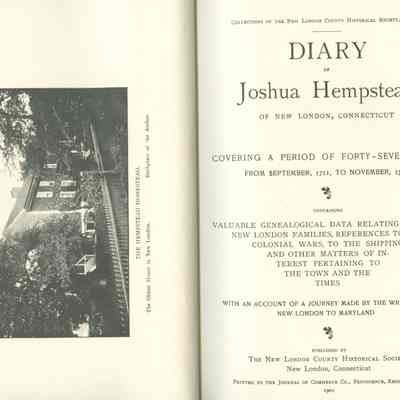 THE HEMPSTEAD HOMESTEAD.
The Oldest House in New London. Birthplace of the Author.
COLLECTIONS OF THE NEW LONDON COUNTY HISTORICAL
DIARY
OF
Joshua Hempstea
OF NEW LONDON, CONNECTICUT
COVERING A PERIOD OF FORTY-SEVE
FROM SEPTEMBER, 1711, TO NOVEMBER, 17
CONTAINING
VALUABLE GENEALOGICAL DATA RELATING
NEW LONDON FAMILIES, REFERENCES TO
COLONIAL WARS, TO THE SHIPPING
AND OTHER MATTERS OF IN-
TEREST PERTAINING TO
THE TOWN AND THE
TIMES
WITH AN ACCOUNT OF A JOURNEY MADE BY THE WR
NEW LONDON TO MARYLAND
PUBLISHED BY
THE NEW LONDON COUNTY HISTORICAL SOCIE
New London, Connecticut
PRINTED BY THE JOURNAL OF COMMERCE CO., PROVIDENCE, RHO
1901